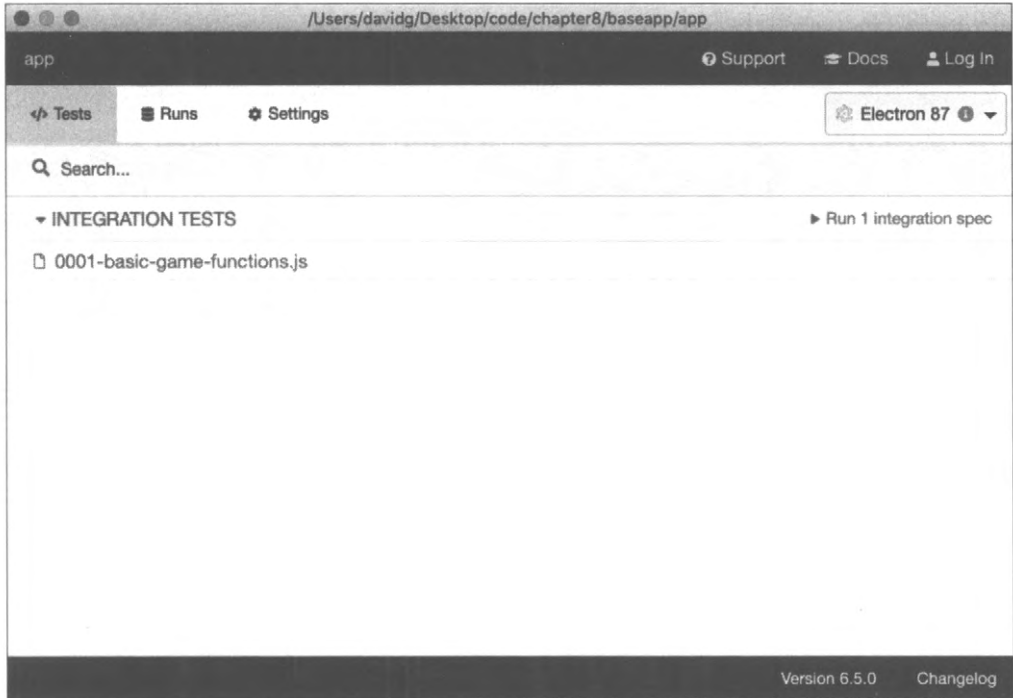 /Users/davidg/Desktop/code/chapter8/baseapp/app
app Support Docs Log In
</> Tests Runs Settings Electron 87
Search...
INTEGRATION TESTS Run 1 integration spec
0001-basic-game-functions.js
Version 6.5.0 Changelog